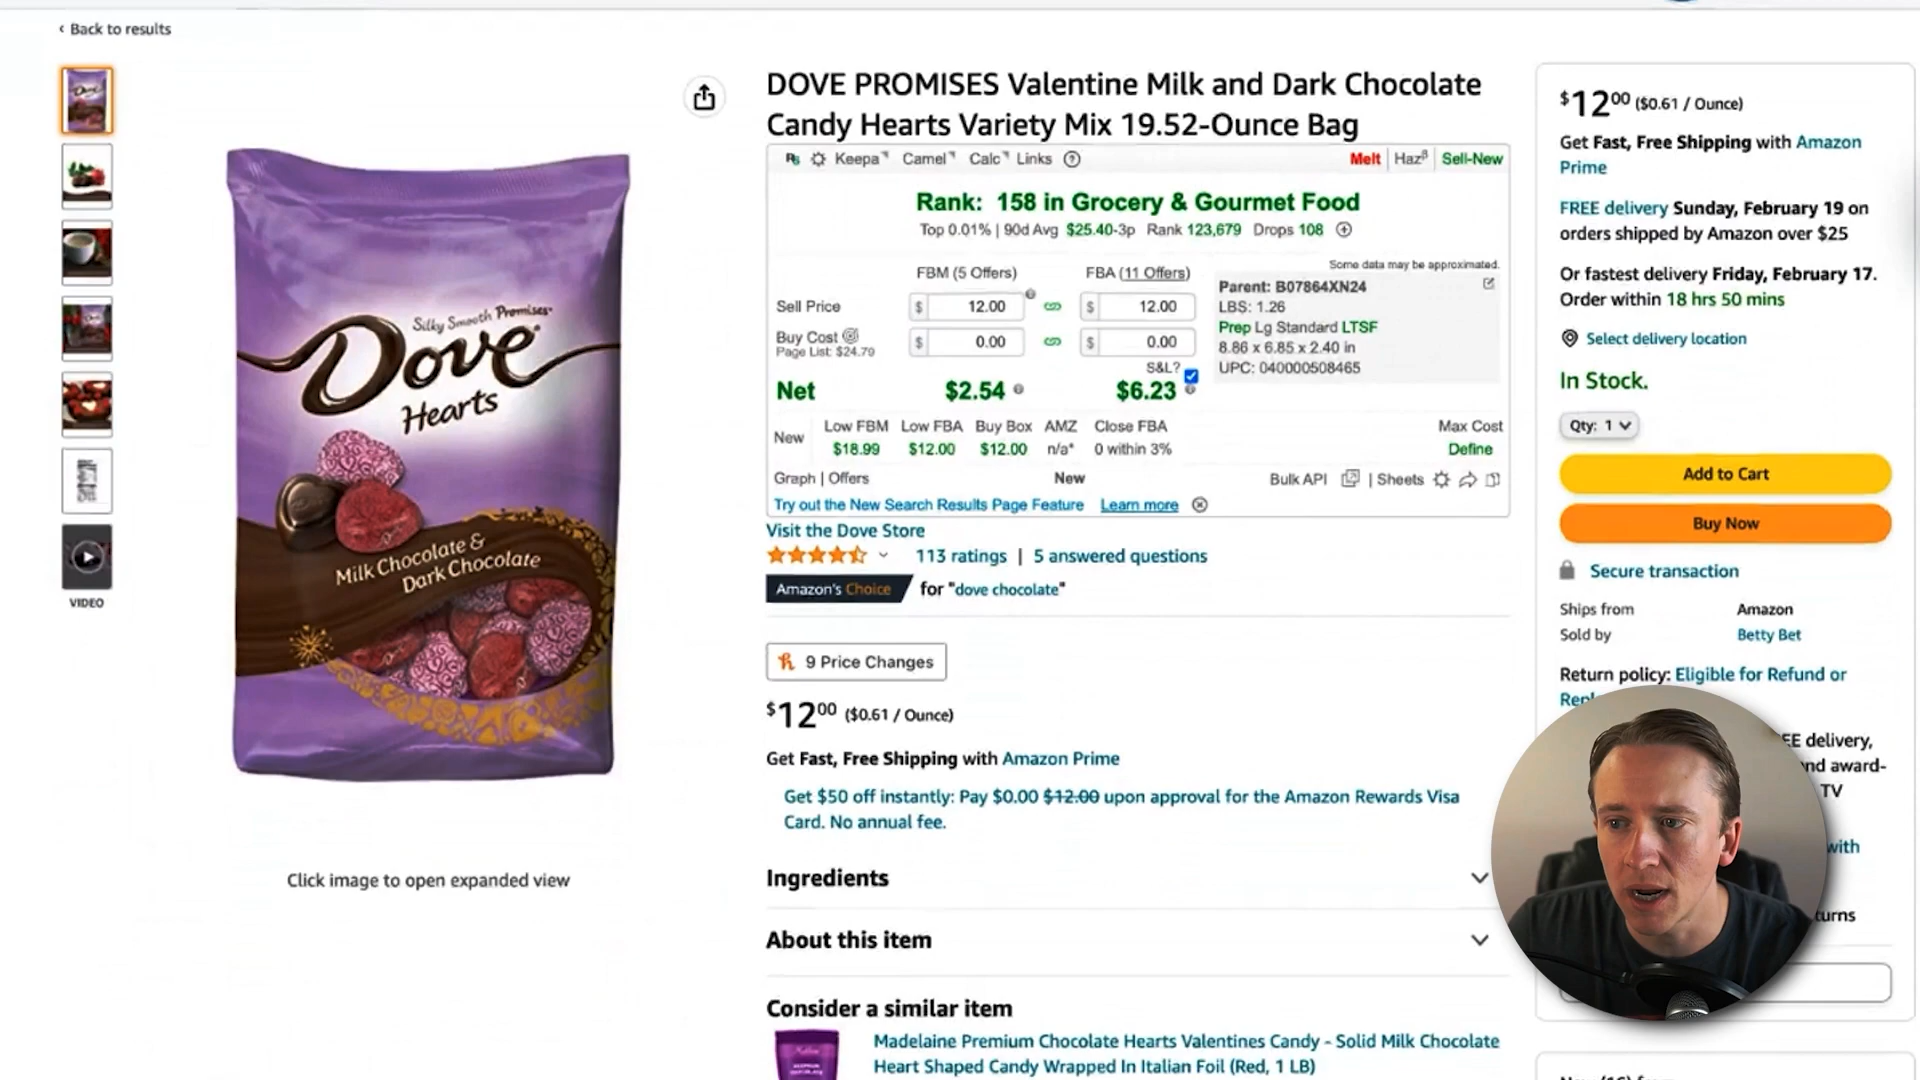 ‹ Back to results
VIDEO
Silky Smooth Promises
Dove
Hearts
Milk Chocolate &
Dark Chocolate
Click image to open expanded view
DOVE PROMISES Valentine Milk and Dark Chocolate
Candy Hearts Variety Mix 19.52-Ounce Bag
Keepa Camel Calc Links ? Melt Haz Sell-New
Rank: 158 in Grocery & Gourmet Food
Top 0.01% | 90d Avg $25.40-3p Rank 123,679 Drops 108
Some data may be approximated.
FBM (5 Offers) FBA (11 Offers)
Sell Price $ 12.00 $ 12.00
Buy Cost $ 0.00 $ 0.00
Page List: $24.79
S&L?
Net $2.54 $6.23
Parent: B07864XN24
LBS: 1.26
Prep Lg Standard LTSF
8.86 x 6.85 x 2.40 in
UPC: 040000508465
Low FBM Low FBA Buy Box AMZ Close FBA Max Cost
New $18.99 $12.00 $12.00 n/a* 0 within 3% Define
Graph | Offers New Bulk API | Sheets
Try out the New Search Results Page Feature Learn more
Visit the Dove Store
113 ratings | 5 answered questions
Amazon's Choice for "dove chocolate"
9 Price Changes
$12.00 ($0.61 / Ounce)
Get Fast, Free Shipping with Amazon Prime
Get $50 off instantly: Pay $0.00 $12.00 upon approval for the Amazon Rewards Visa
Card. No annual fee.
Ingredients
About this item
Consider a similar item
Madelaine Premium Chocolate Hearts Valentines Candy - Solid Milk Chocolate
Heart Shaped Candy Wrapped In Italian Foil (Red, 1 LB)
$12.00 ($0.61 / Ounce)
Get Fast, Free Shipping with Amazon
Prime
FREE delivery Sunday, February 19 on
orders shipped by Amazon over $25
Or fastest delivery Friday, February 17.
Order within 18 hrs 50 mins
Select delivery location
In Stock.
Qty: 1
Add to Cart
Buy Now
Secure transaction
Ships from Amazon
Sold by Betty Bet
Return policy: Eligible for Refund or
delivery,
award-
TV
with